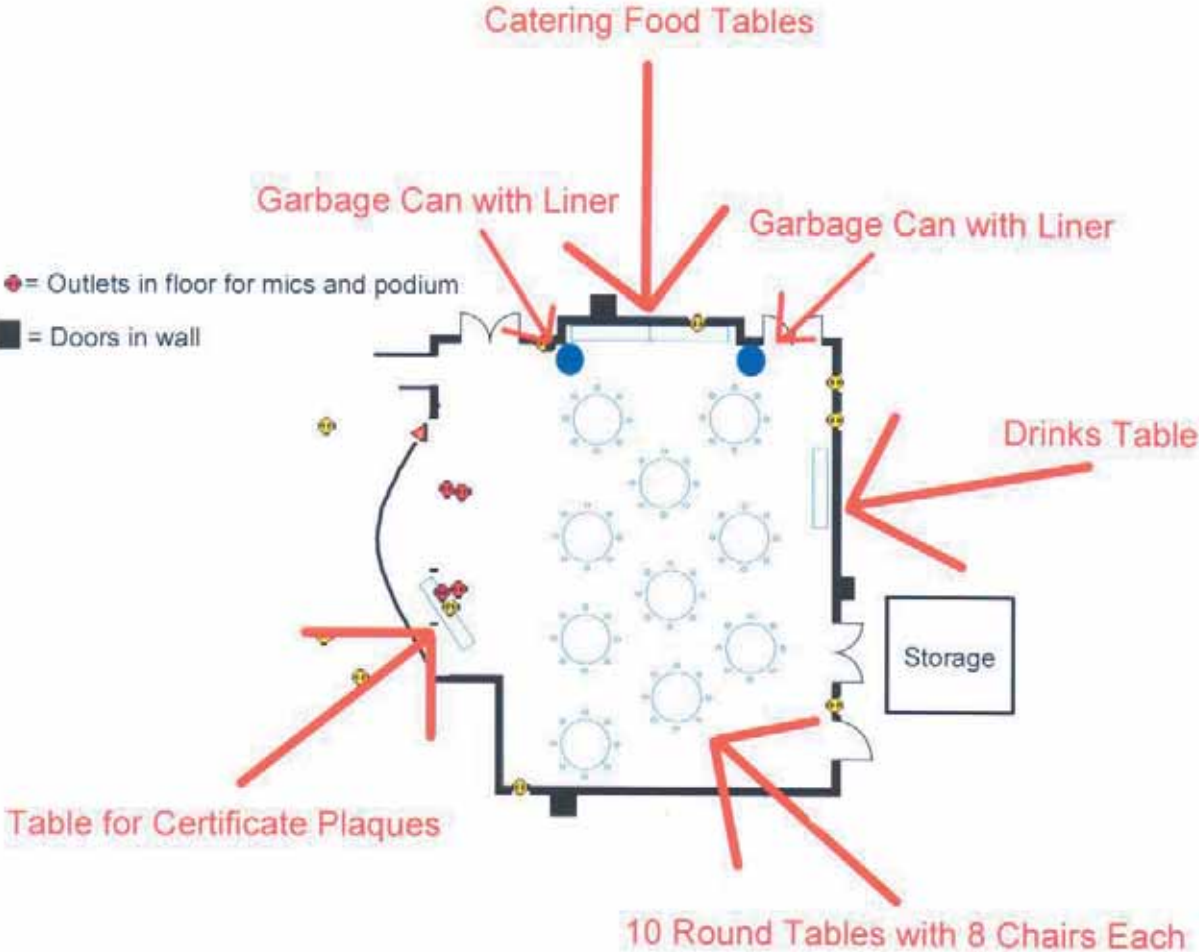 Catering Food Tables
Garbage Can with Liner
Garbage Can with Liner
= Outlets in floor for mics and podium
= Doors in wall
Drinks Table
Storage
Table for Certificate Plaques
10 Round Tables with 8 Chairs Each